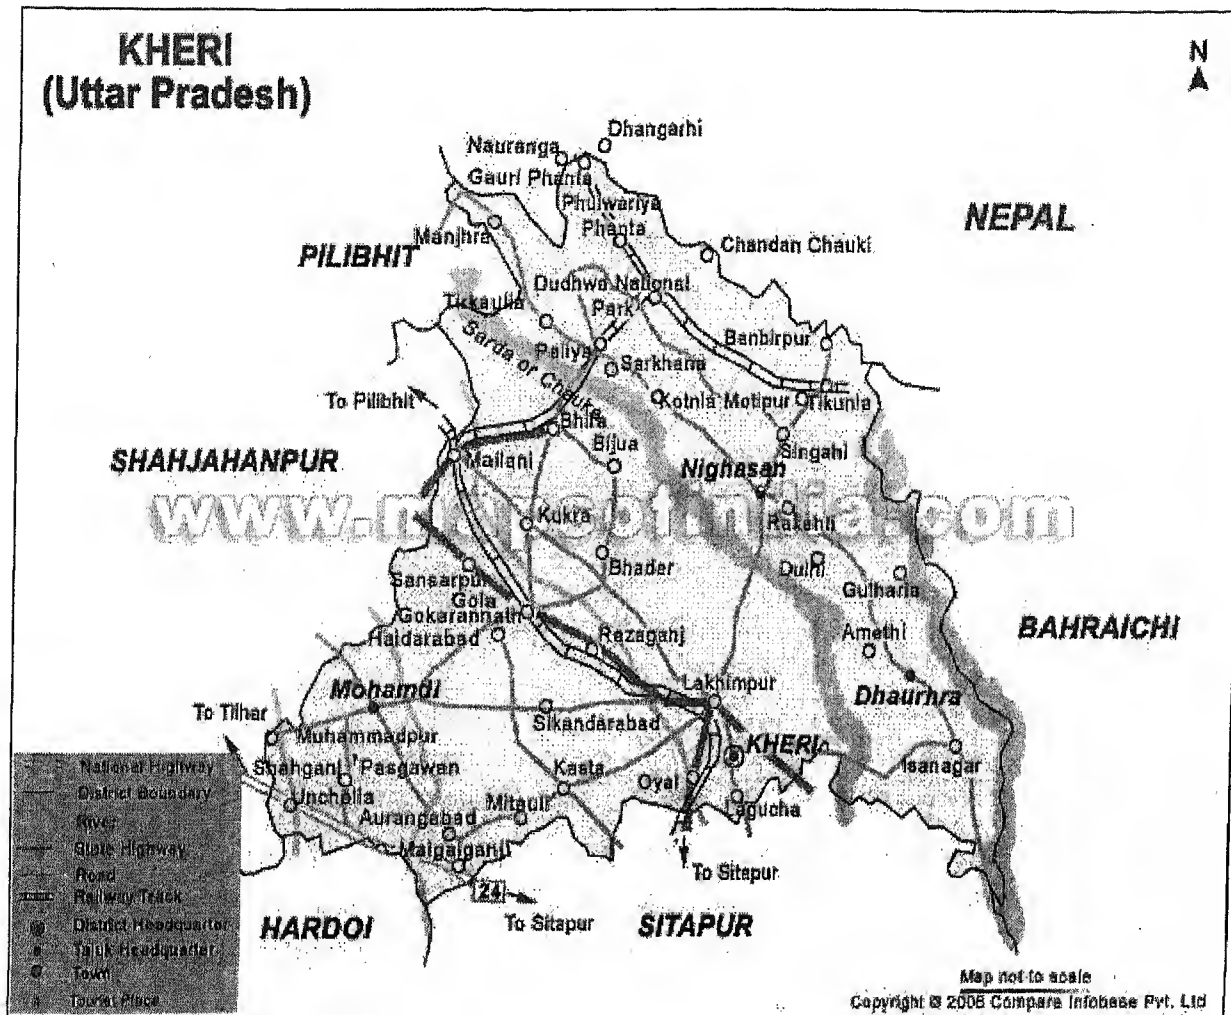 KHERI
(Uttar Pradesh)
N
Dhangarhi
Nauranga
Gauri Phanta
Phulwariya
Phanta
NEPAL
Manjhra
PILIBHIT
Chandan Chauki
Dudhwa National
Park
Tikkaulia
Banbirpur
Paliya
Sarda or Chauka
Sarkhana
To Pilibhit
Kotnia
Motipur
Tikunia
Bhira
Bijua
Singahi
SHAHJAHANPUR
Mailani
Nighasan
www.mapsofindia.com
Kukra
Rakehti
Bhader
Dulhi
Sansarpur
Gulharia
Gola
Gokarannath
Haidarabad
Razaganj
Amethi
BAHRAICHI
Lakhimpur
Mohamdi
Dhaurhra
To Tilhar
Sikandarabad
Muhammadpur
KHERI
Isanagar
National Highway
Shahganj
Pasgawan
Kasta
Oyal
District Boundary
Uncholia
Mitauli
Lagucha
River
Aurangabad
State Highway
Maigalganj
Road
To Sitapur
Railway Track
24
District Headquarter
To Sitapur
HARDOI
SITAPUR
Taluk Headquarter
Town
Tourist Place
Map not to scale
Copyright © 2006 Compare Infobase Pvt. Ltd